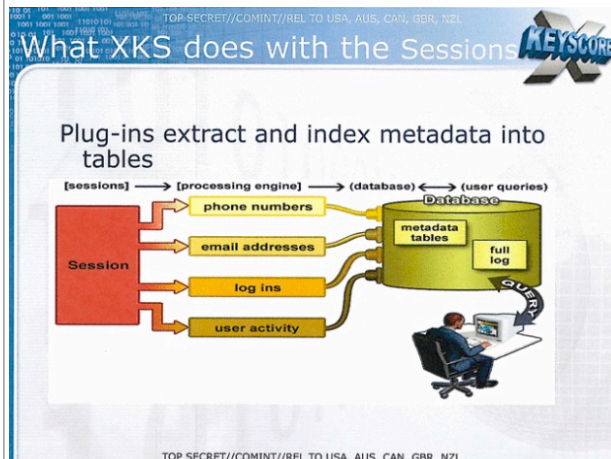 TOP SECRET//COMINT//REL TO USA, AUS, CAN, GBR, NZL
What XKS does with the Sessions
X KEYSCORE
Plug-ins extract and index metadata into
tables
[sessions] → [processing engine] → (database) ↔ (user queries)
phone numbers
email addresses
log ins
user activity
Session
Database
metadata
tables
full
log
QUERY
TOP SECRET//COMINT//REL TO USA, AUS, CAN, GBR, NZL